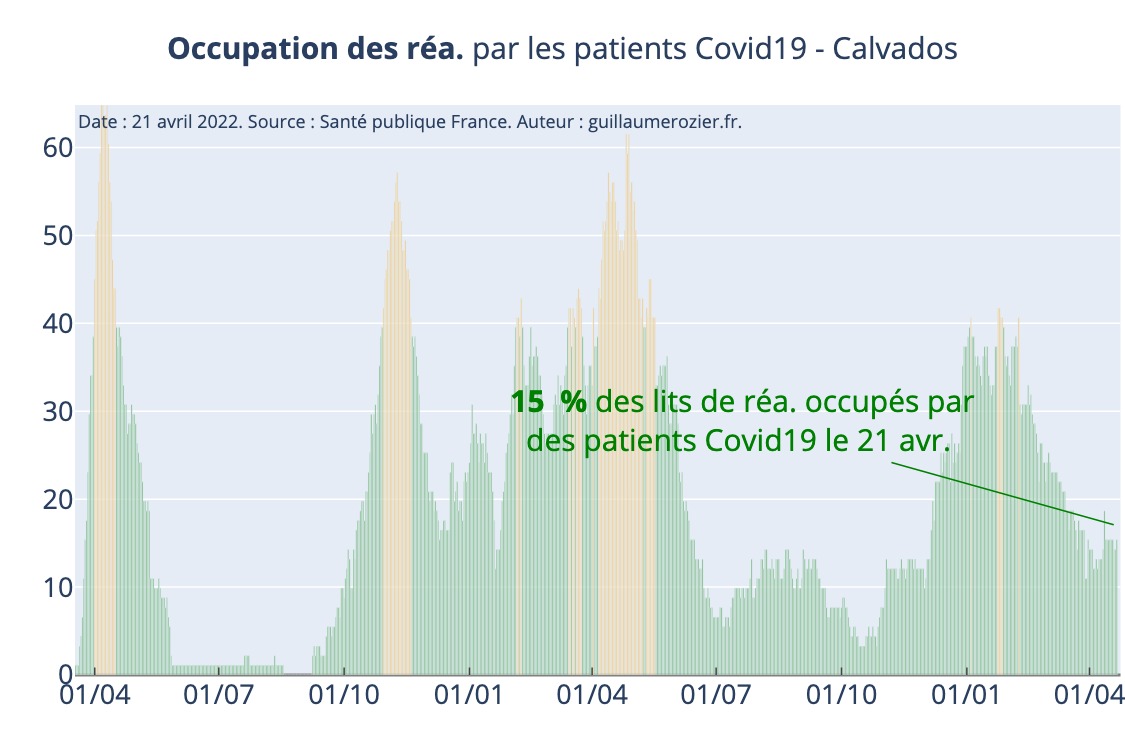 Occupation des réa. par les patients Covid19 - Calvados
Date : 21 avril 2022. Source : Santé publique France. Auteur : guillaumerozier.fr.
60
50
40
30
20
10
0
15  % des lits de réa. occupés par
des patients Covid19 le 21 avr.
01/04 01/07 01/10 01/01 01/04 01/07 01/10 01/01 01/04